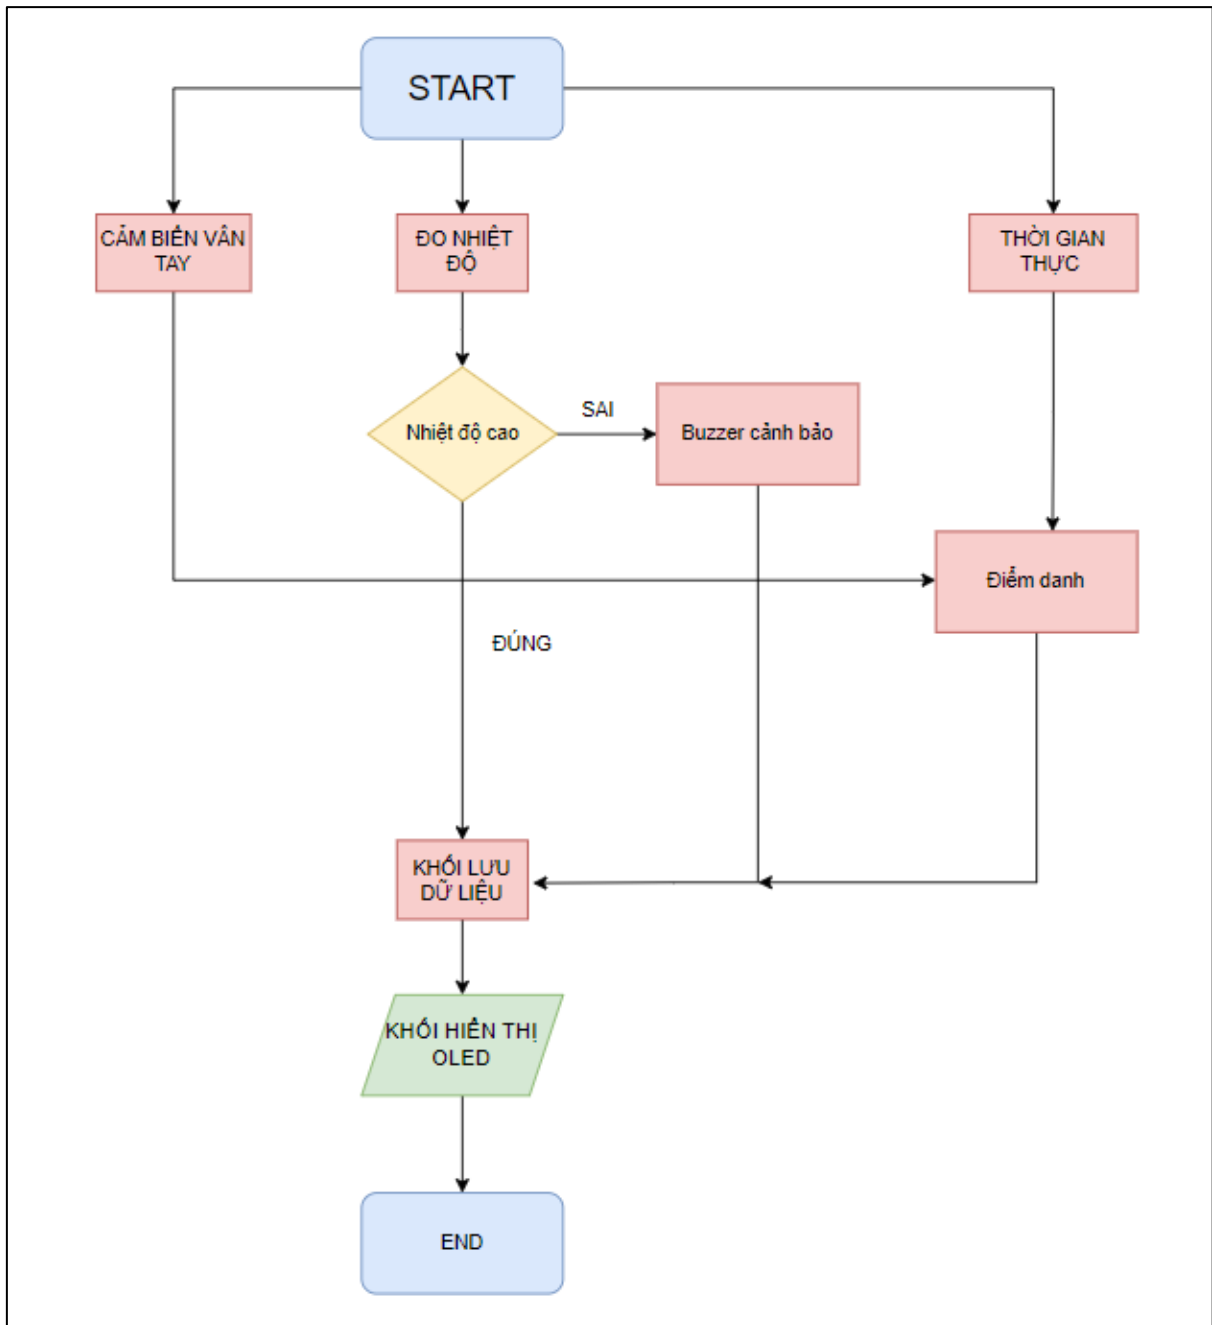 START
CẢM BIẾN VÂN
TAY
ĐO NHIỆT
ĐỘ
THỜI GIAN
THỰC
Nhiệt độ cao
SAI
Buzzer cảnh bảo
Điểm danh
ĐÚNG
KHỐI LƯU
DỮ LIỆU
KHỐI HIỂN THỊ
OLED
END